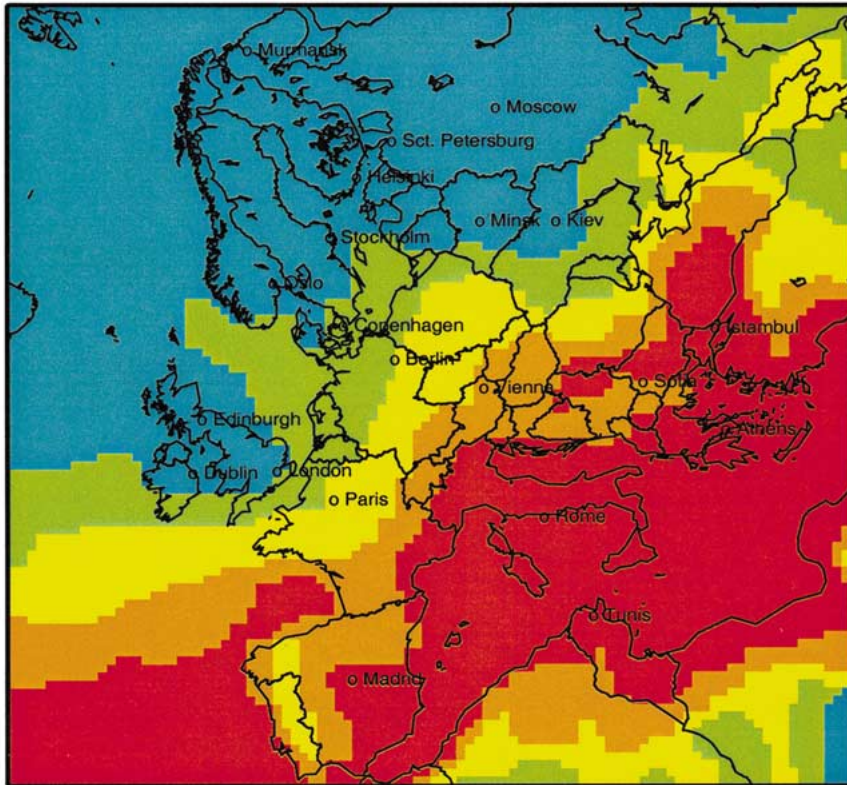 o Murmansk
o Moscow
o Sct. Petersburg
o Helsinki
o Minsk
o Kiev
o Stockholm
o Oslo
o Copenhagen
o Istambul
o Berlin
o Vienna
o Sofia
o Edinburgh
o Athens
o Dublin
o London
o Paris
o Rome
o Tunis
o Madrid